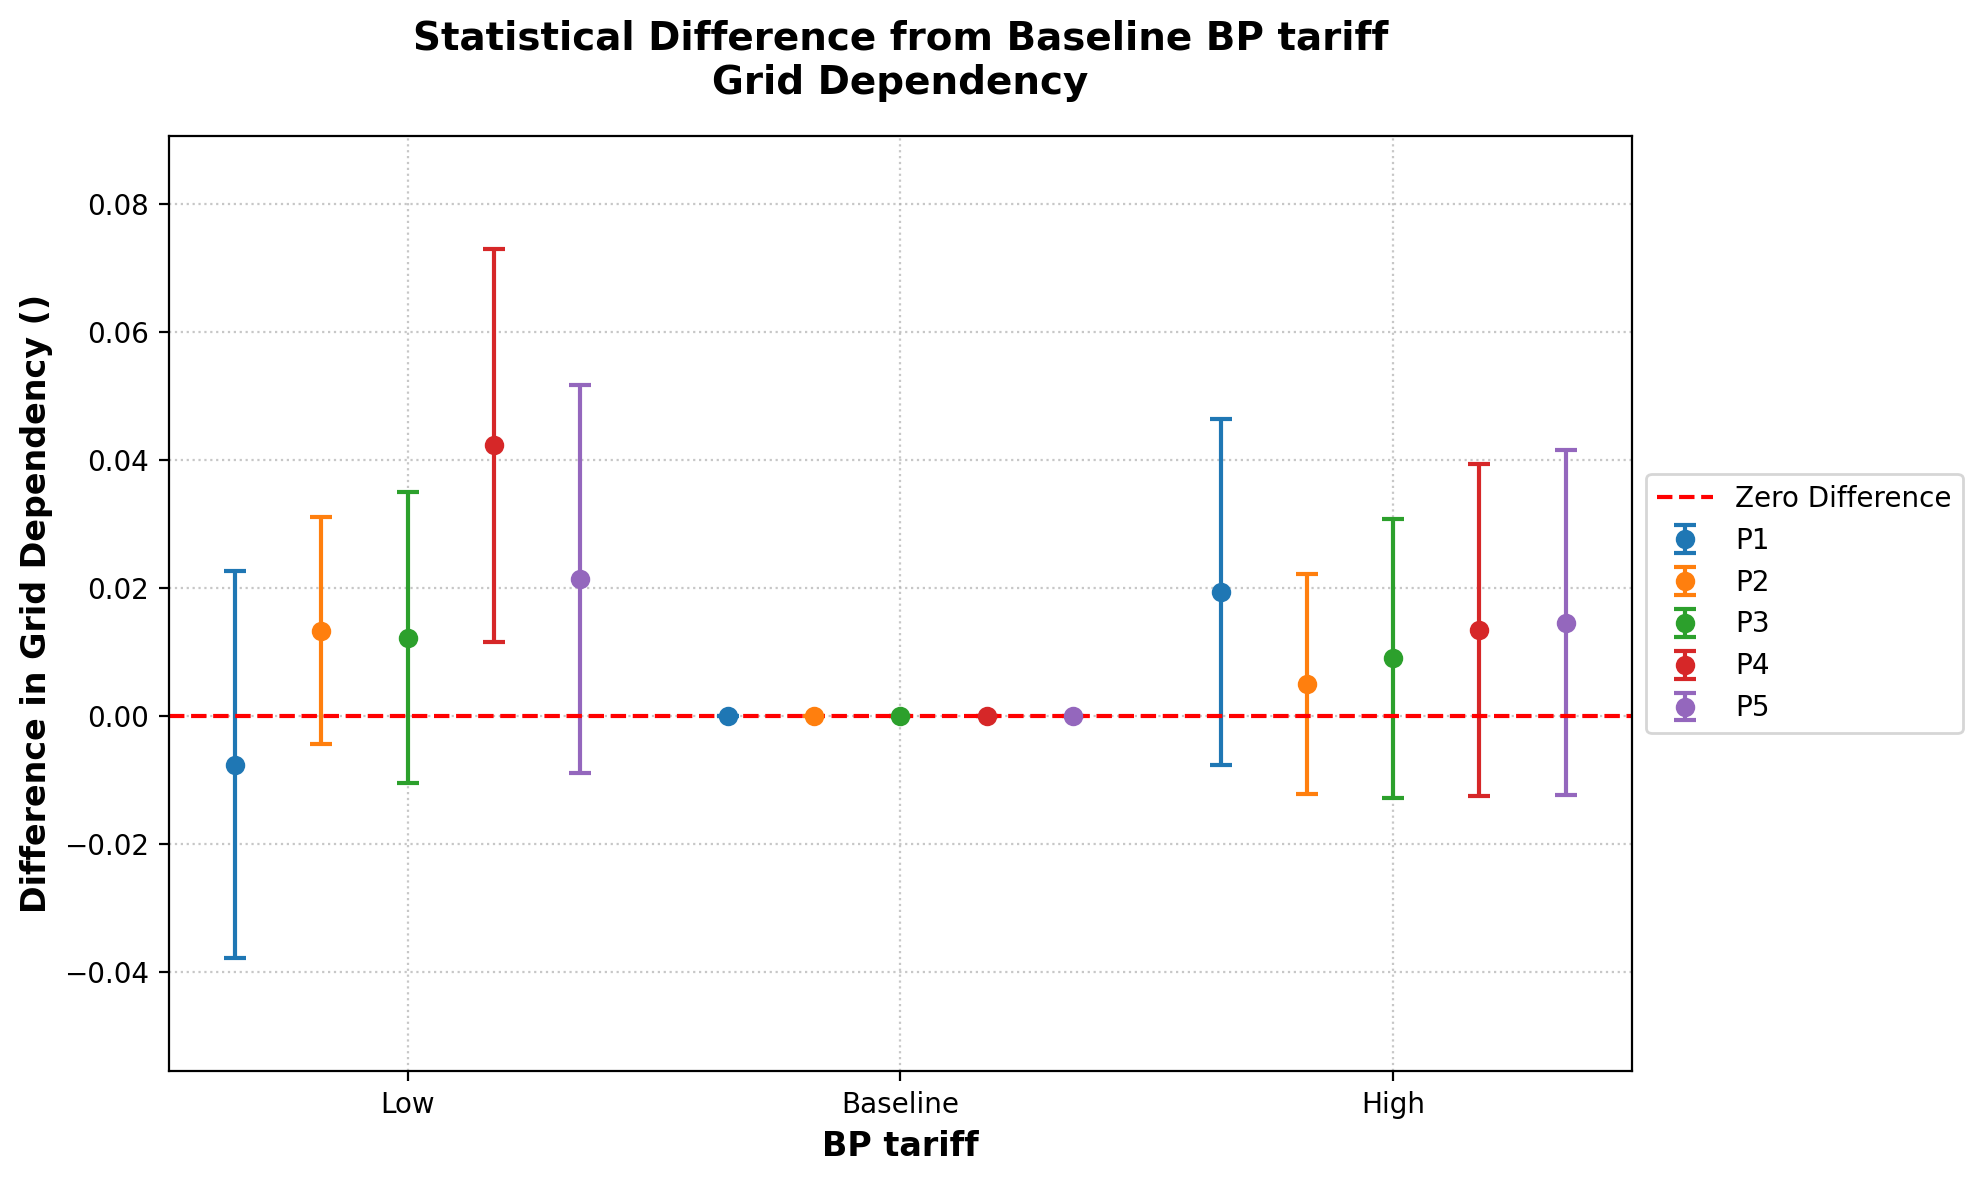 Statistical Difference from Baseline BP tariff
Grid Dependency
Difference in Grid Dependency ()
0.08
0.06
0.04
0.02
0.00
−0.02
−0.04
Low
Baseline
High
BP tariff
Zero Difference
P1
P2
P3
P4
P5